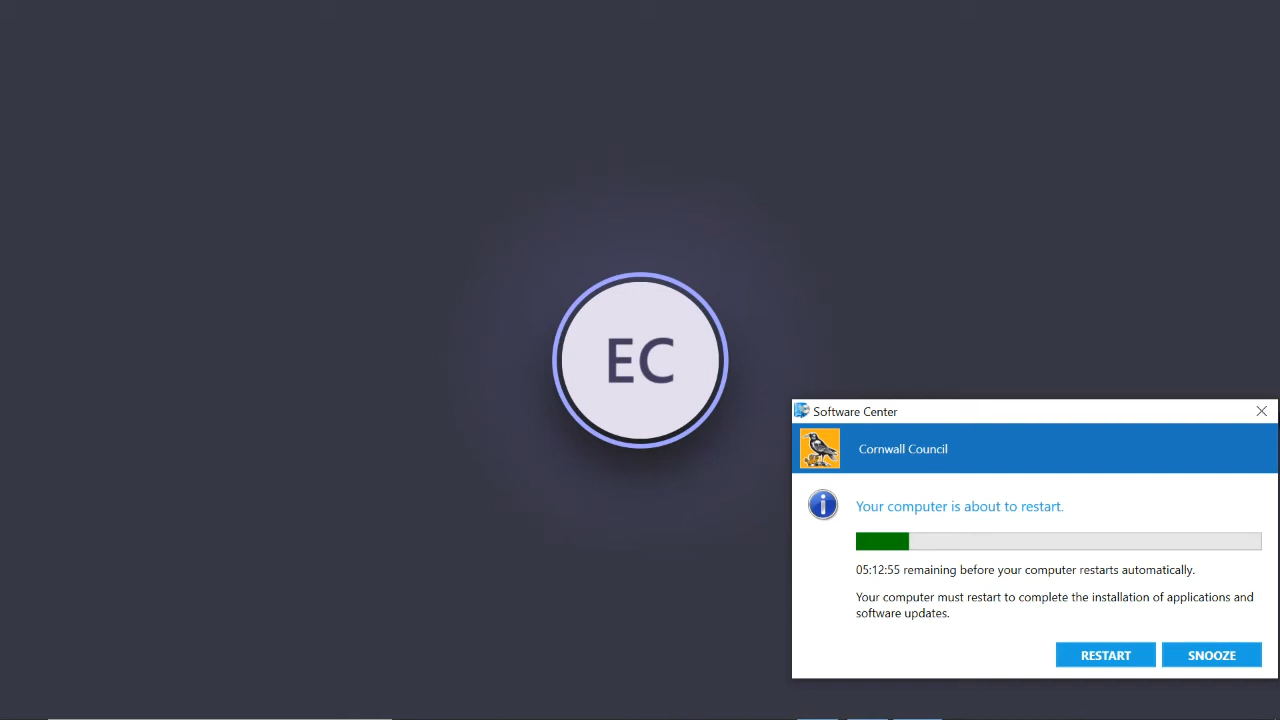 EC
Software Center
Cornwall Council
Your computer is about to restart.
05:12:55 remaining before your computer restarts automatically.
Your computer must restart to complete the installation of applications and
software updates.
RESTART SNOOZE